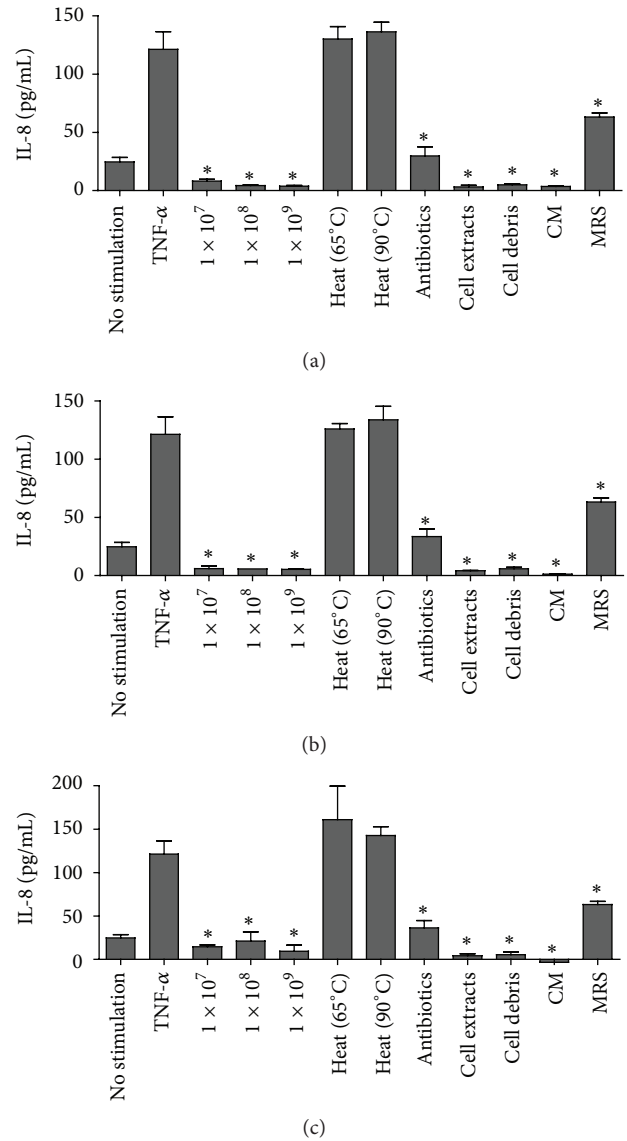 150
100
50
0
IL-8 (pg/mL)
* * * * * * * *
No stimulation
TNF-α
1 × 10⁷
1 × 10⁸
1 × 10⁹
Heat (65°C)
Heat (90°C)
Antibiotics
Cell extracts
Cell debris
CM
MRS
(a)
150
100
50
0
IL-8 (pg/mL)
* * * * * * * *
No stimulation
TNF-α
1 × 10⁷
1 × 10⁸
1 × 10⁹
Heat (65°C)
Heat (90°C)
Antibiotics
Cell extracts
Cell debris
CM
MRS
(b)
200
150
100
50
0
IL-8 (pg/mL)
* * * * * * * *
No stimulation
TNF-α
1 × 10⁷
1 × 10⁸
1 × 10⁹
Heat (65°C)
Heat (90°C)
Antibiotics
Cell extracts
Cell debris
CM
MRS
(c)